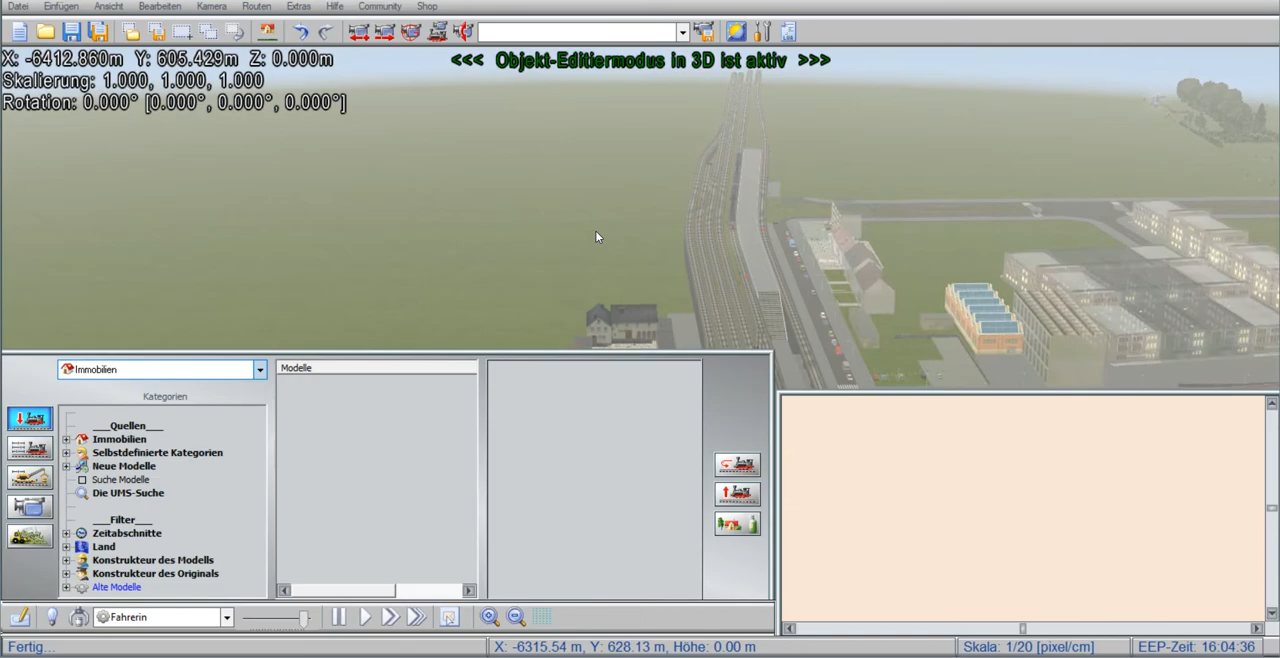 Datei Einfügen Ansicht Bearbeiten Kamera Routen Extras Hilfe Community Shop
X: -6412.860m Y: 605.429m Z: 0.000m
<<< Objekt-Editiermodus in 3D ist aktiv >>>
Skalierung: 1.000, 1.000, 1.000
Rotation: 0.000° [0.000°, 0.000°, 0.000°]
Immobilien
Modelle
Kategorien
___Quellen___
Immobilien
Selbstdefinierte Kategorien
Neue Modelle
Suche Modelle
Die UMS-Suche
___Filter___
Zeitabschnitte
Land
Konstrukteur des Modells
Konstrukteur des Originals
Alte Modelle
Fahrerin
Fertig...
X: -6315.54 m, Y: 628.13 m, Höhe: 0.00 m
Skala: 1/20 [pixel/cm]
EEP-Zeit: 16:04:36